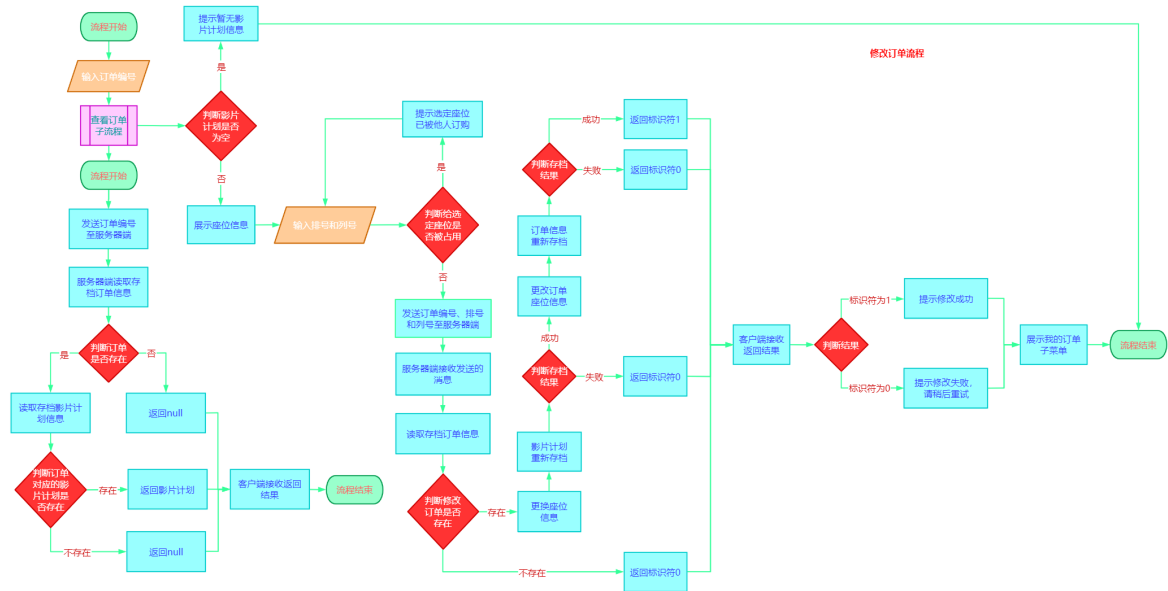 修改订单流程
流程开始
输入订单编号
查看订单
子流程
流程开始
发送订单编号
至服务器端
服务器端读取存
档订单信息
判断订单
是否存在
是
否
读取存档影片计
划信息
返回null
判断订单
对应的影
片计划是
否存在
存在
返回影片计划
不存在
返回null
客户端接收返回
结果
流程结束
判断影片
计划是否
为空
是
提示暂无影
片计划信息
否
展示座位信息
输入排号和列号
判断给选
定座位是
否被占用
是
提示选定座位
已被他人订购
否
发送订单编号、排号
和列号至服务器端
服务器端接收发送的
消息
读取存档订单信息
判断修改
订单是否
存在
存在
不存在
返回标识符0
更换座位
信息
影片计划
重新存档
判断存档
结果
失败
返回标识符0
成功
更改订单
座位信息
订单信息
重新存档
判断存档
结果
成功
返回标识符1
失败
返回标识符0
客户端接收
返回结果
判断结果
标识符为1
提示修改成功
标识符为0
提示修改失败,
请稍后重试
展示我的订单
子菜单
流程结束